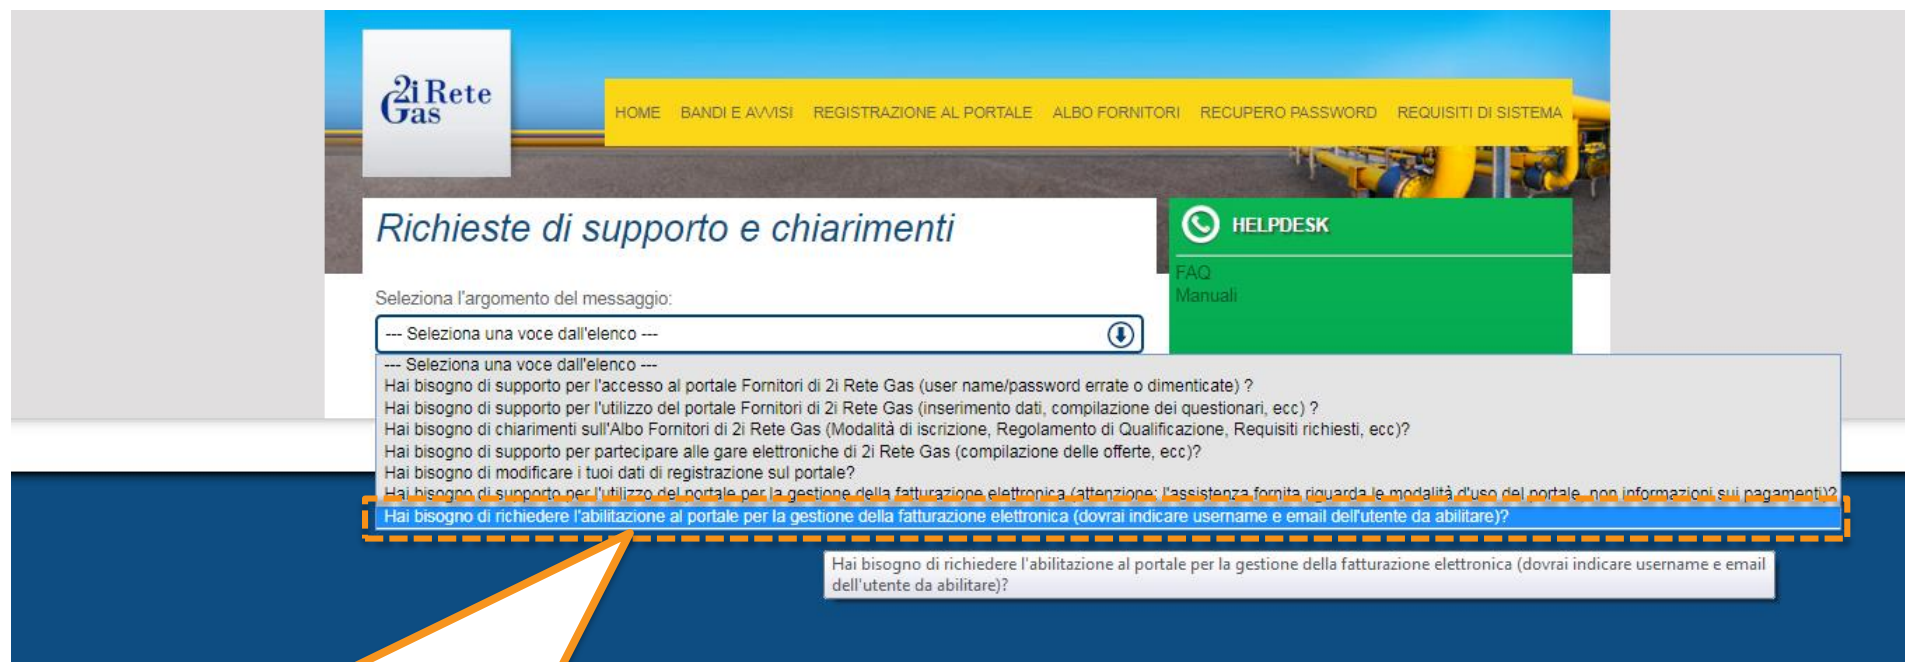 2i Rete
Gas
HOME BANDI E AVVISI REGISTRAZIONE AL PORTALE ALBO FORNITORI RECUPERO PASSWORD REQUISITI DI SISTEMA
Richieste di supporto e chiarimenti
HELPDESK
FAQ
Manuali
Seleziona l'argomento del messaggio:
--- Seleziona una voce dall'elenco ---
--- Seleziona una voce dall'elenco ---
Hai bisogno di supporto per l'accesso al portale Fornitori di 2i Rete Gas (user name/password errate o dimenticate) ?
Hai bisogno di supporto per l'utilizzo del portale Fornitori di 2i Rete Gas (inserimento dati, compilazione dei questionari, ecc) ?
Hai bisogno di chiarimenti sull'Albo Fornitori di 2i Rete Gas (Modalità di iscrizione, Regolamento di Qualificazione, Requisiti richiesti, ecc)?
Hai bisogno di supporto per partecipare alle gare elettroniche di 2i Rete Gas (compilazione delle offerte, ecc)?
Hai bisogno di modificare i tuoi dati di registrazione sul portale?
Hai bisogno di supporto per l'utilizzo del portale per la gestione della fatturazione elettronica (attenzione: l'assistenza fornita riguarda le modalità d'uso del portale, non informazioni sui pagamenti)?
Hai bisogno di richiedere l'abilitazione al portale per la gestione della fatturazione elettronica (dovrai indicare username e email dell'utente da abilitare)?
Hai bisogno di richiedere l'abilitazione al portale per la gestione della fatturazione elettronica (dovrai indicare username e email
dell'utente da abilitare)?